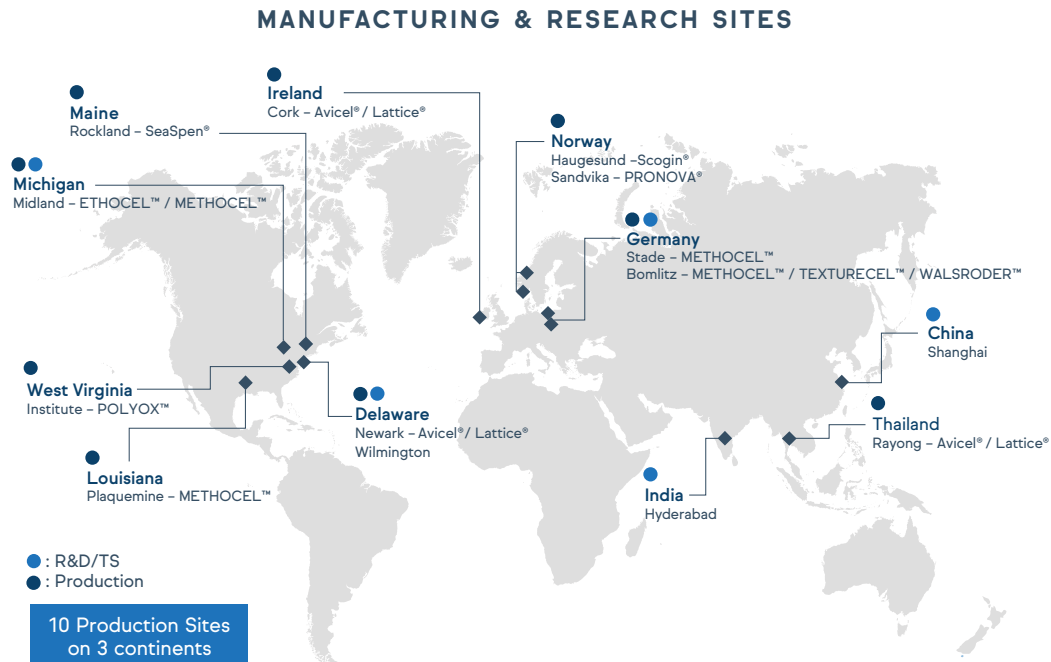 MANUFACTURING & RESEARCH SITES
Ireland
Cork – Avicel® / Lattice®
Maine
Rockland – SeaSpen®
Norway
Haugesund –Scogin®
Sandvika – PRONOVA®
Michigan
Midland – ETHOCEL™ / METHOCEL™
Germany
Stade – METHOCEL™
Bomlitz – METHOCEL™ / TEXTURECEL™ / WALSRODER™
China
Shanghai
West Virginia
Institute – POLYOX™
Delaware
Newark – Avicel®/ Lattice®
Wilmington
Thailand
Rayong – Avicel® / Lattice®
Louisiana
Plaquemine – METHOCEL™
India
Hyderabad
: R&D/TS
: Production
10 Production Sites
on 3 continents